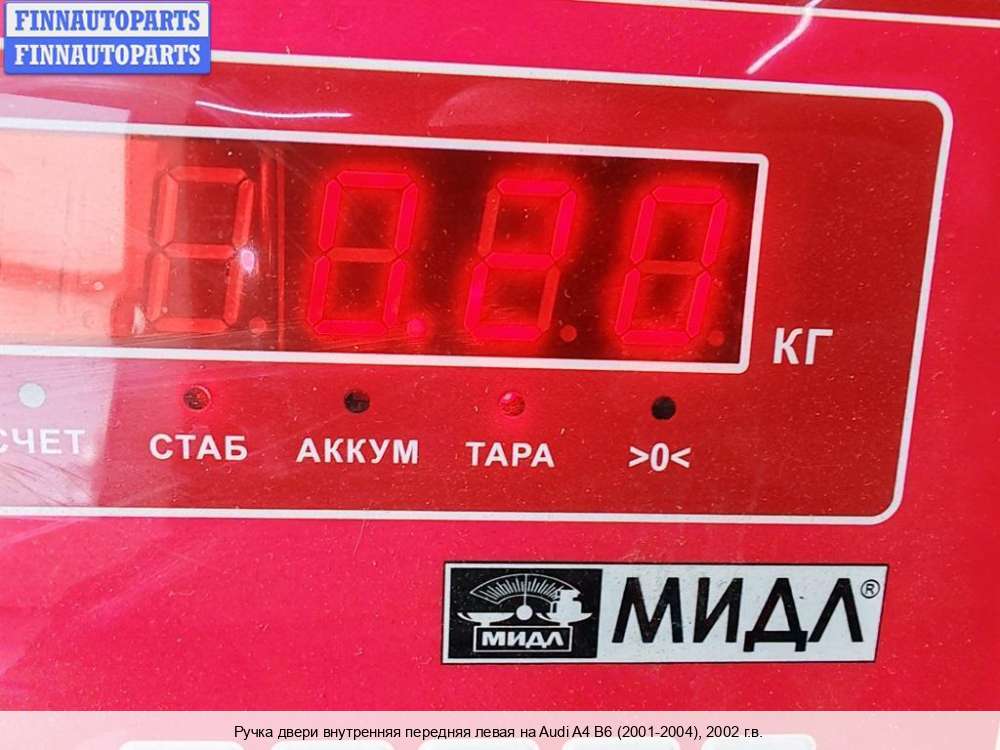 FINNAUTOPARTS
FINNAUTOPARTS
0.20
КГ
СЧЕТ СТАБ АККУМ ТАРА >0<
МИДЛ МИДЛ®
Ручка двери внутренняя передняя левая на Audi A4 B6 (2001-2004), 2002 г.в.